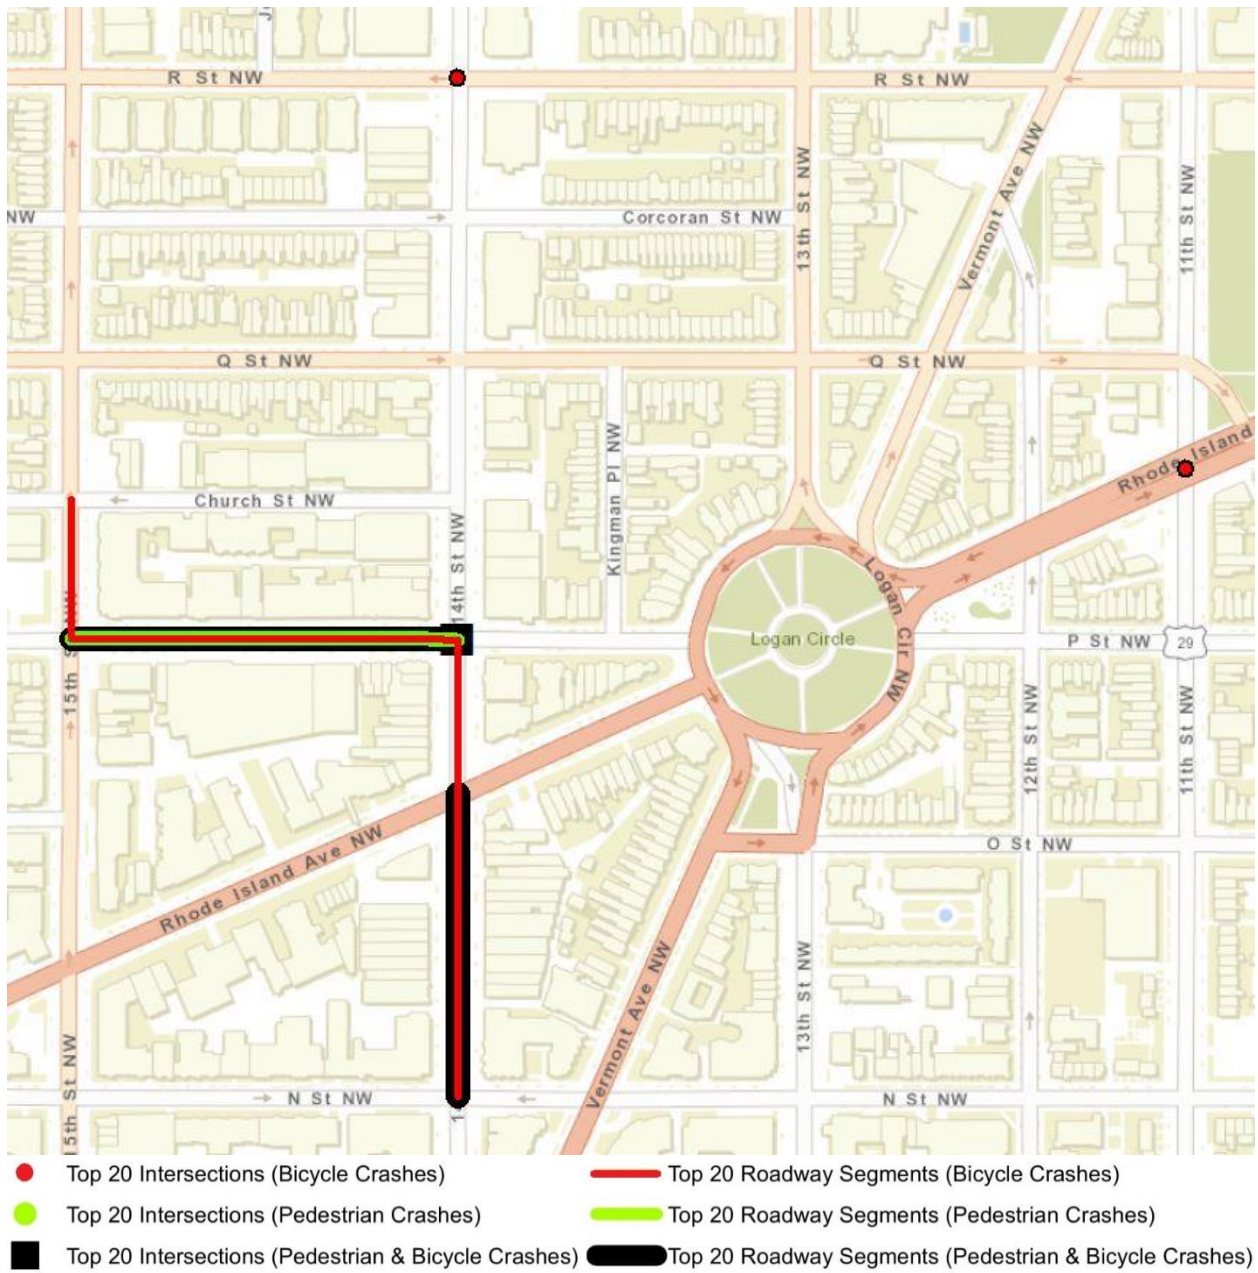 R St NW
R St NW
NW
Corcoran St NW
13th St NW
Vermont Ave NW
11th St NW
Q St NW
Q St NW
Kingman Pl NW
Rhode Island
Church St NW
14th St NW
Logan Cir NW
Logan Circle
P St NW
29
15th S
NW
12th St NW
11th St NW
Rhode Island Ave NW
O St NW
Vermont Ave NW
13th St NW
15th St NW
N St NW
N St NW
1
Top 20 Intersections (Bicycle Crashes)
Top 20 Roadway Segments (Bicycle Crashes)
Top 20 Intersections (Pedestrian Crashes)
Top 20 Roadway Segments (Pedestrian Crashes)
Top 20 Intersections (Pedestrian & Bicycle Crashes)
Top 20 Roadway Segments (Pedestrian & Bicycle Crashes)